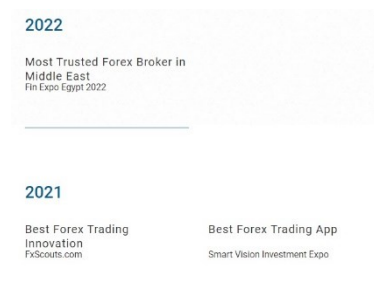 2022
Most Trusted Forex Broker in
Middle East
Fin Expo Egypt 2022
2021
Best Forex Trading
Innovation
FxScouts.com
Best Forex Trading App
Smart Vision Investment Expo